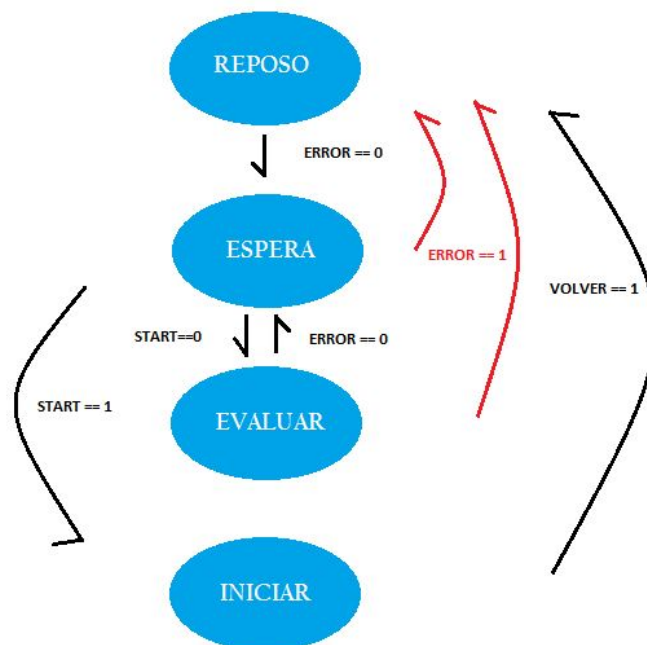 REPOSO
ERROR == 0
ESPERA
ERROR == 1
VOLVER == 1
START==0
ERROR == 0
START == 1
EVALUAR
INICIAR